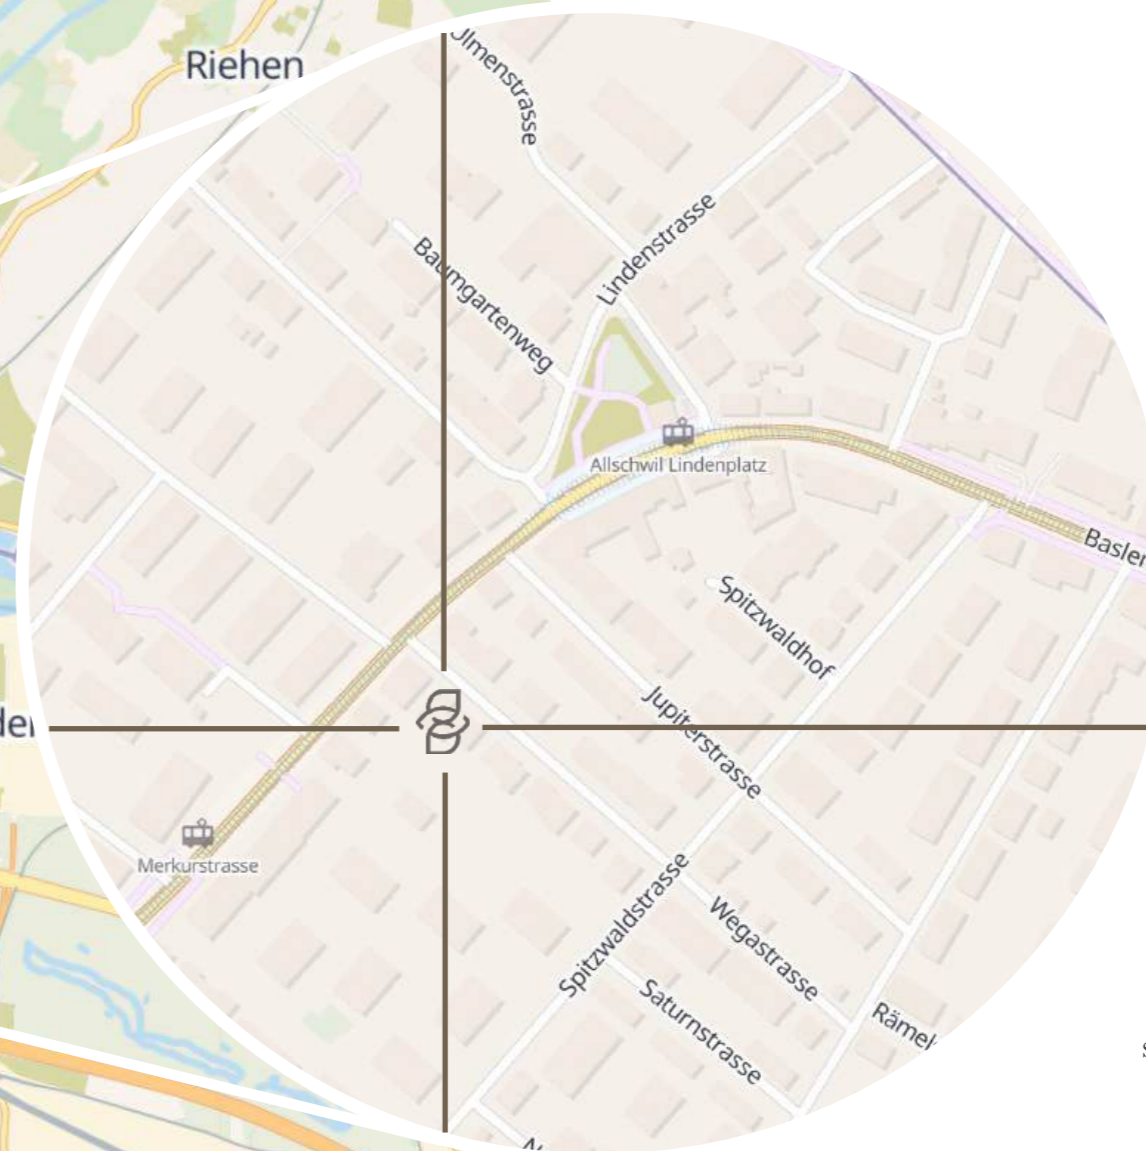 Riehen
Ulmenstrasse
Lindenstrasse
Baumgartenweg
Allschwil Lindenplatz
Basler
Spitzwaldhof
Jupiterstrasse
Merkurstrasse
Spitzwaldstrasse
Wegastrasse
Saturnstrasse